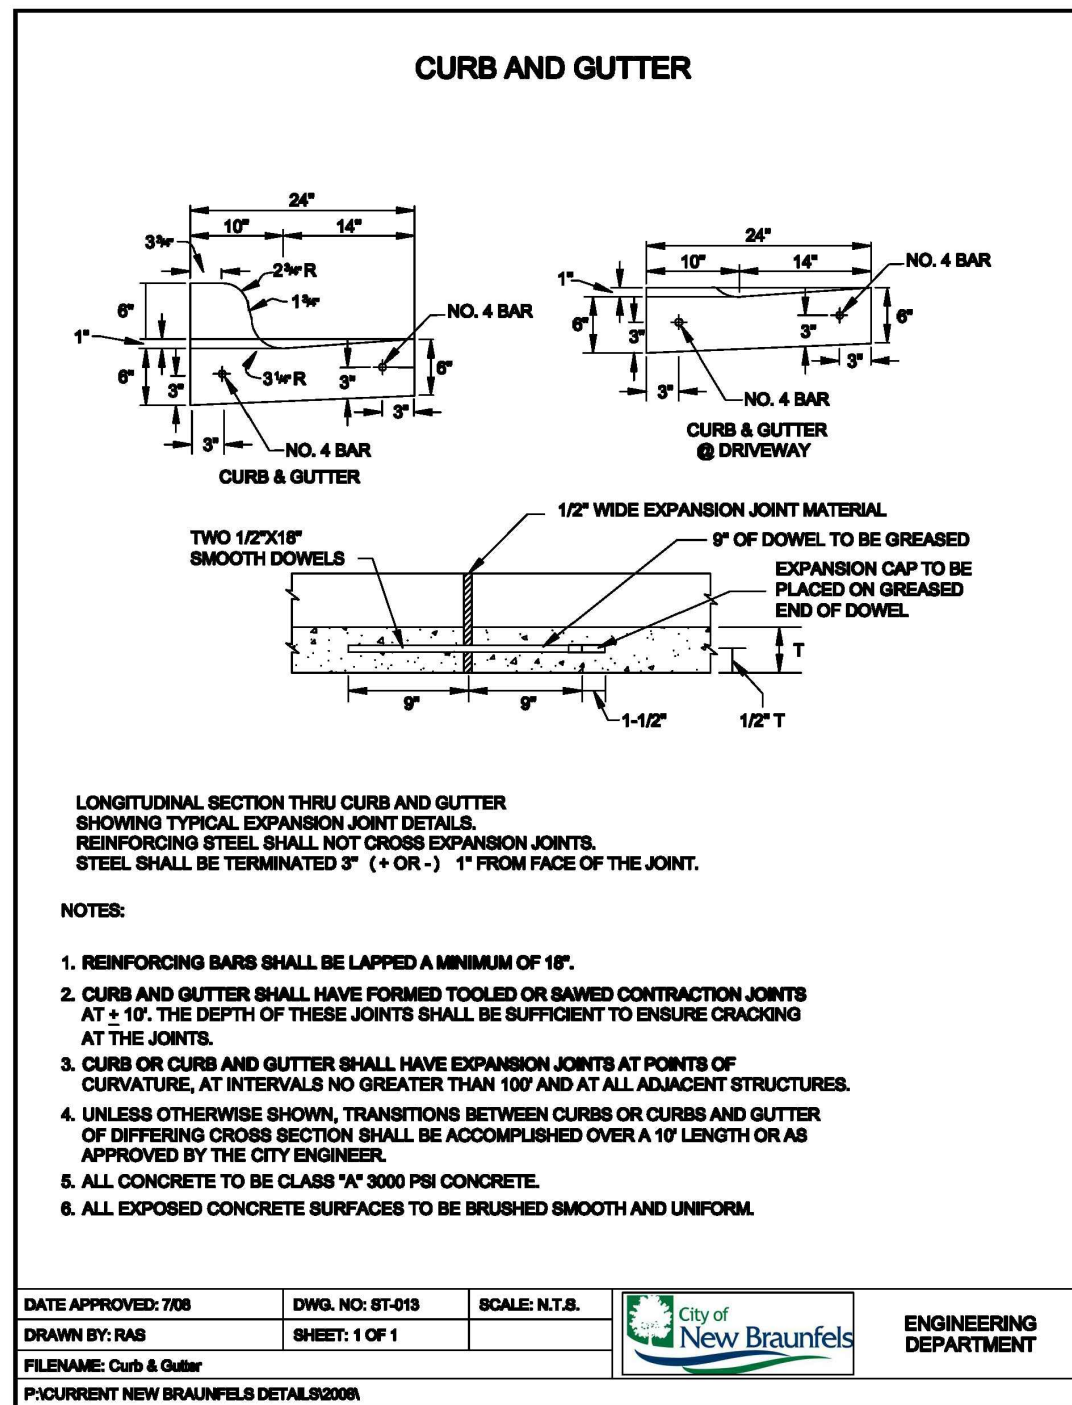 CURB AND GUTTER
24"
10"
14"
3¾"
2¾" R
1¾"
6"
NO. 4 BAR
1"
6"
3"
3¼" R
3"
6"
3"
3"
NO. 4 BAR
CURB & GUTTER
24"
10"
14"
NO. 4 BAR
1"
6"
3"
3"
6"
3"
3"
NO. 4 BAR
CURB & GUTTER
@ DRIVEWAY
1/2" WIDE EXPANSION JOINT MATERIAL
TWO 1/2"X18"
SMOOTH DOWELS
9" OF DOWEL TO BE GREASED
EXPANSION CAP TO BE
PLACED ON GREASED
END OF DOWEL
T
9"
9"
1-1/2"
1/2" T
LONGITUDINAL SECTION THRU CURB AND GUTTER
SHOWING TYPICAL EXPANSION JOINT DETAILS.
REINFORCING STEEL SHALL NOT CROSS EXPANSION JOINTS.
STEEL SHALL BE TERMINATED 3" (+ OR -) 1" FROM FACE OF THE JOINT.
NOTES:
1. REINFORCING BARS SHALL BE LAPPED A MINIMUM OF 18".
2. CURB AND GUTTER SHALL HAVE FORMED TOOLED OR SAWED CONTRACTION JOINTS
AT ± 10'. THE DEPTH OF THESE JOINTS SHALL BE SUFFICIENT TO ENSURE CRACKING
AT THE JOINTS.
3. CURB OR CURB AND GUTTER SHALL HAVE EXPANSION JOINTS AT POINTS OF
CURVATURE, AT INTERVALS NO GREATER THAN 100' AND AT ALL ADJACENT STRUCTURES.
4. UNLESS OTHERWISE SHOWN, TRANSITIONS BETWEEN CURBS OR CURBS AND GUTTER
OF DIFFERING CROSS SECTION SHALL BE ACCOMPLISHED OVER A 10' LENGTH OR AS
APPROVED BY THE CITY ENGINEER.
5. ALL CONCRETE TO BE CLASS "A" 3000 PSI CONCRETE.
6. ALL EXPOSED CONCRETE SURFACES TO BE BRUSHED SMOOTH AND UNIFORM.
DATE APPROVED: 7/08
DWG. NO: ST-013
SCALE: N.T.S.
DRAWN BY: RAS
SHEET: 1 OF 1
FILENAME: Curb & Gutter
P:\CURRENT NEW BRAUNFELS DETAILS\2008\
City of
New Braunfels
ENGINEERING
DEPARTMENT